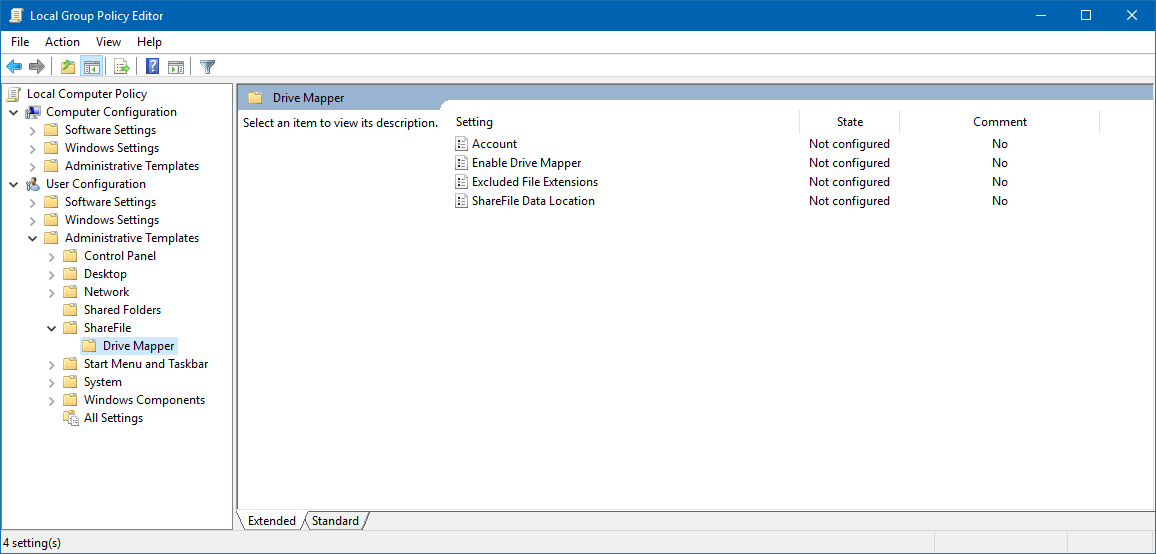 Local Group Policy Editor
File Action View Help
Local Computer Policy
Computer Configuration
Software Settings
Windows Settings
Administrative Templates
User Configuration
Software Settings
Windows Settings
Administrative Templates
Control Panel
Desktop
Network
Shared Folders
ShareFile
Drive Mapper
Start Menu and Taskbar
System
Windows Components
All Settings
Drive Mapper
Select an item to view its description.
Setting State Comment
Account Not configured No
Enable Drive Mapper Not configured No
Excluded File Extensions Not configured No
ShareFile Data Location Not configured No
Extended Standard
4 setting(s)